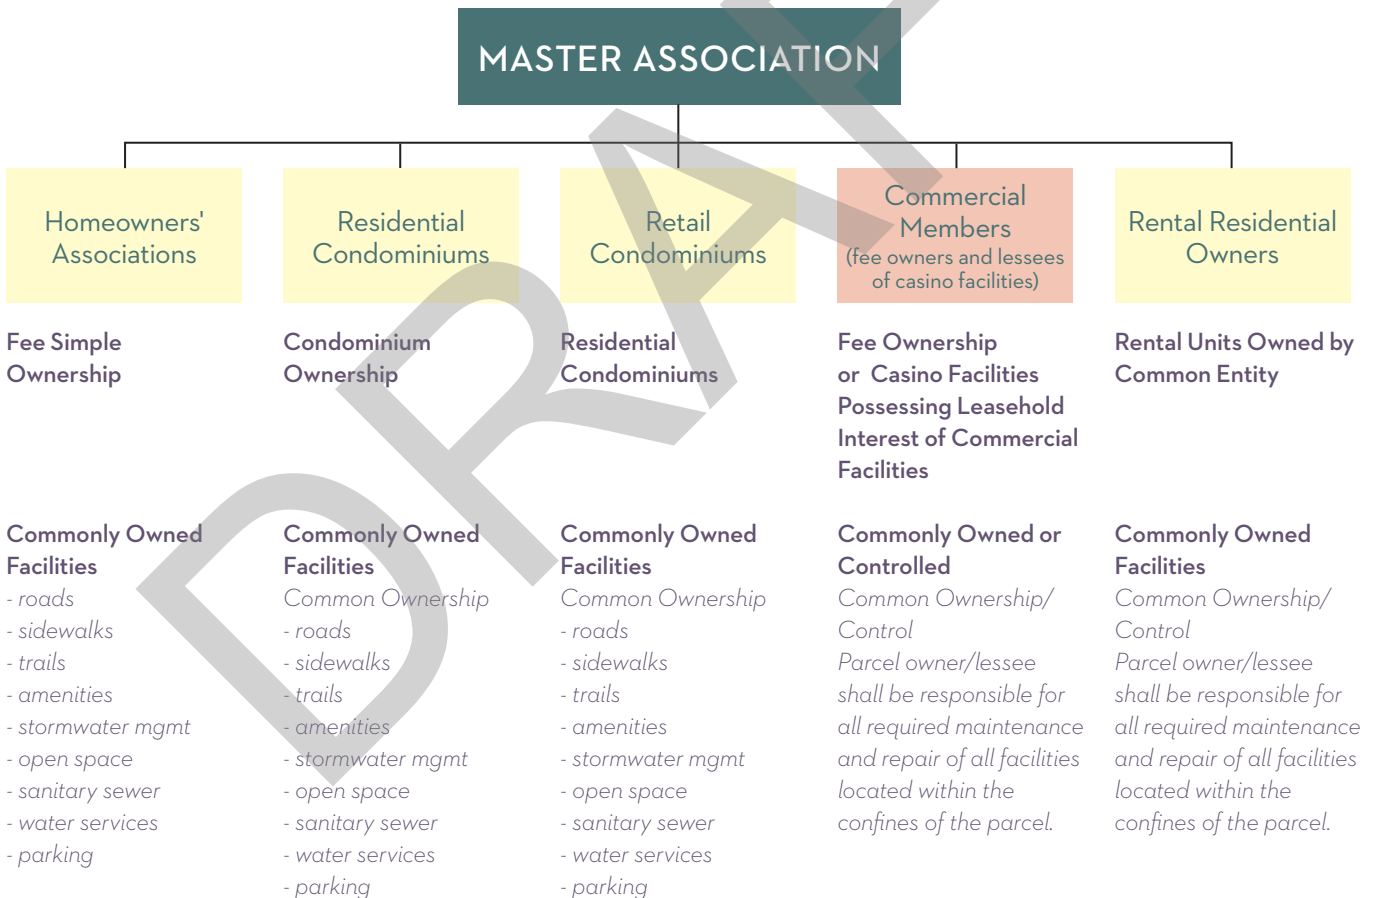 MASTER ASSOCIATION
Homeowners'
Associations
Residential
Condominiums
Retail
Condominiums
Commercial
Members
(fee owners and lessees
of casino facilities)
Rental Residential
Owners
Fee Simple
Ownership
Condominium
Ownership
Residential
Condominiums
Fee Ownership
or Casino Facilities
Possessing Leasehold
Interest of Commercial
Facilities
Rental Units Owned by
Common Entity
Commonly Owned
Facilities
- roads
- sidewalks
- trails
- amenities
- stormwater mgmt
- open space
- sanitary sewer
- water services
- parking
Commonly Owned
Facilities
Common Ownership
- roads
- sidewalks
- trails
- amenities
- stormwater mgmt
- open space
- sanitary sewer
- water services
- parking
Commonly Owned
Facilities
Common Ownership
- roads
- sidewalks
- trails
- amenities
- stormwater mgmt
- open space
- sanitary sewer
- water services
- parking
Commonly Owned or
Controlled
Common Ownership/
Control
Parcel owner/lessee
shall be responsible for
all required maintenance
and repair of all facilities
located within the
confines of the parcel.
Commonly Owned
Facilities
Common Ownership/
Control
Parcel owner/lessee
shall be responsible for
all required maintenance
and repair of all facilities
located within the
confines of the parcel.
DRAF